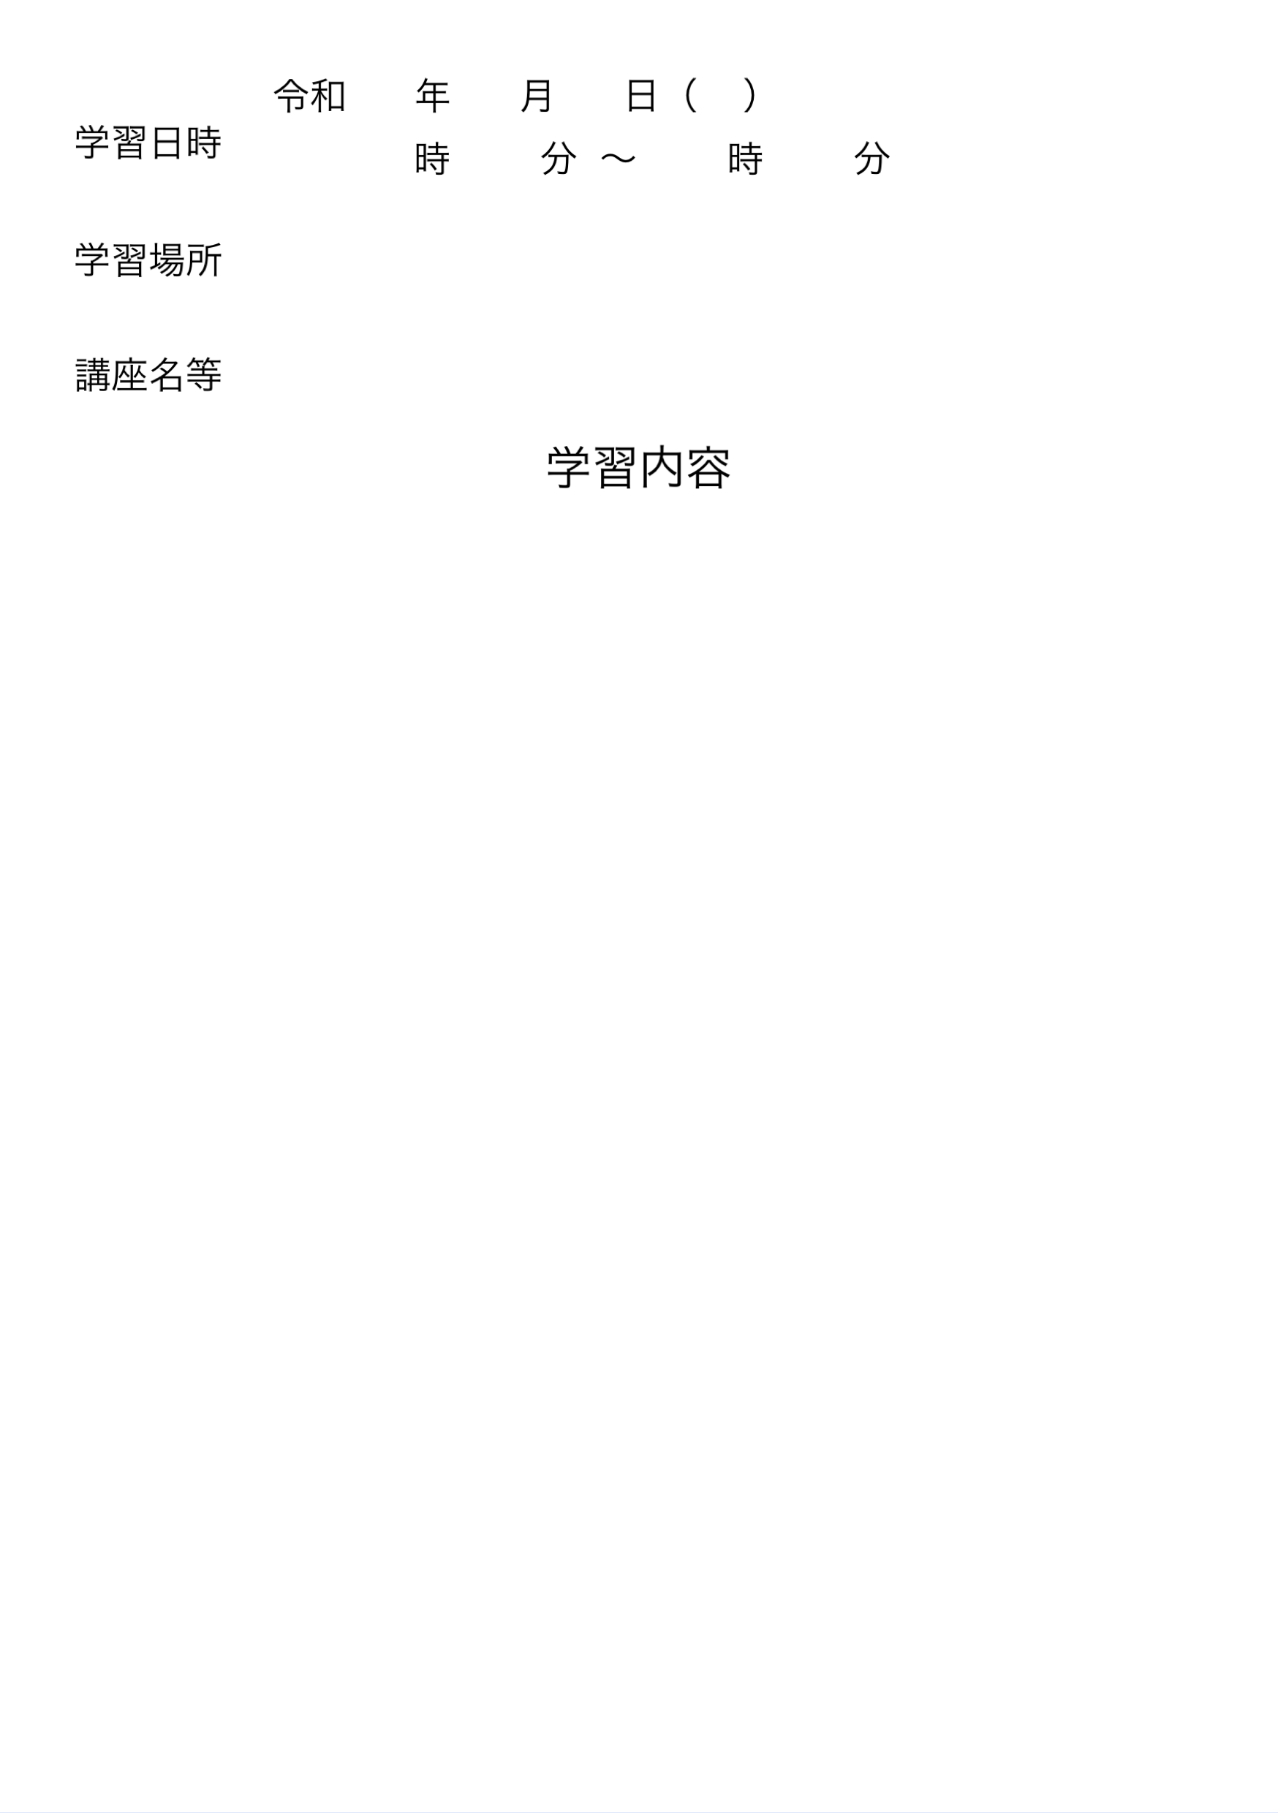 令和　　年　　月　　日（　）
学習日時
時　　分 ～　　時　　分
学習場所
講座名等
学習内容